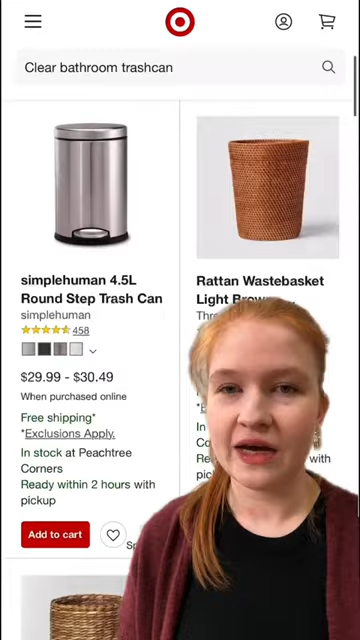 Clear bathroom trashcan
simplehuman 4.5L
Round Step Trash Can
simplehuman
458
$29.99 - $30.49
When purchased online
Free shipping*
*Exclusions Apply.
In stock at Peachtree
Corners
Ready within 2 hours with
pickup
Add to cart
Rattan Wastebasket
Light
In
with